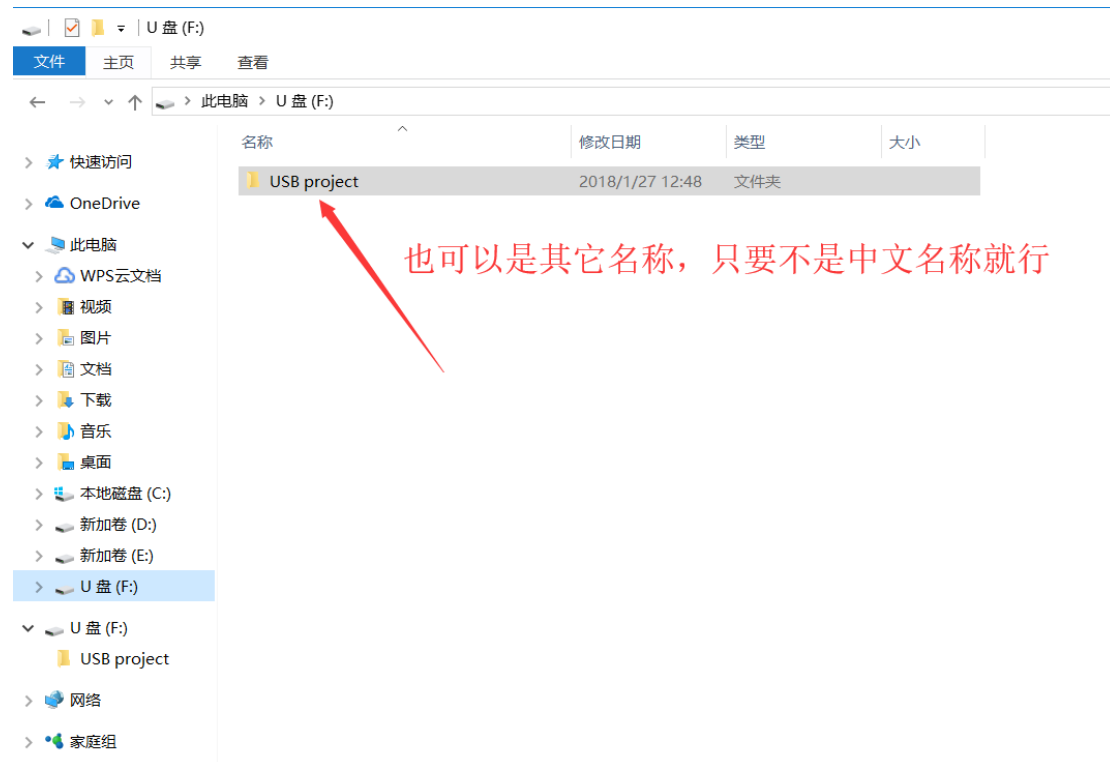 U 盘 (F:)
文件 主页 共享 查看
此电脑 U 盘 (F:)
名称 修改日期 类型 大小
USB project 2018/1/27 12:48 文件夹
也可以是其它名称，只要不是中文名称就行
快速访问
OneDrive
此电脑
WPS云文档
视频
图片
文档
下载
音乐
桌面
本地磁盘 (C:)
新加卷 (D:)
新加卷 (E:)
U 盘 (F:)
U 盘 (F:)
USB project
网络
家庭组